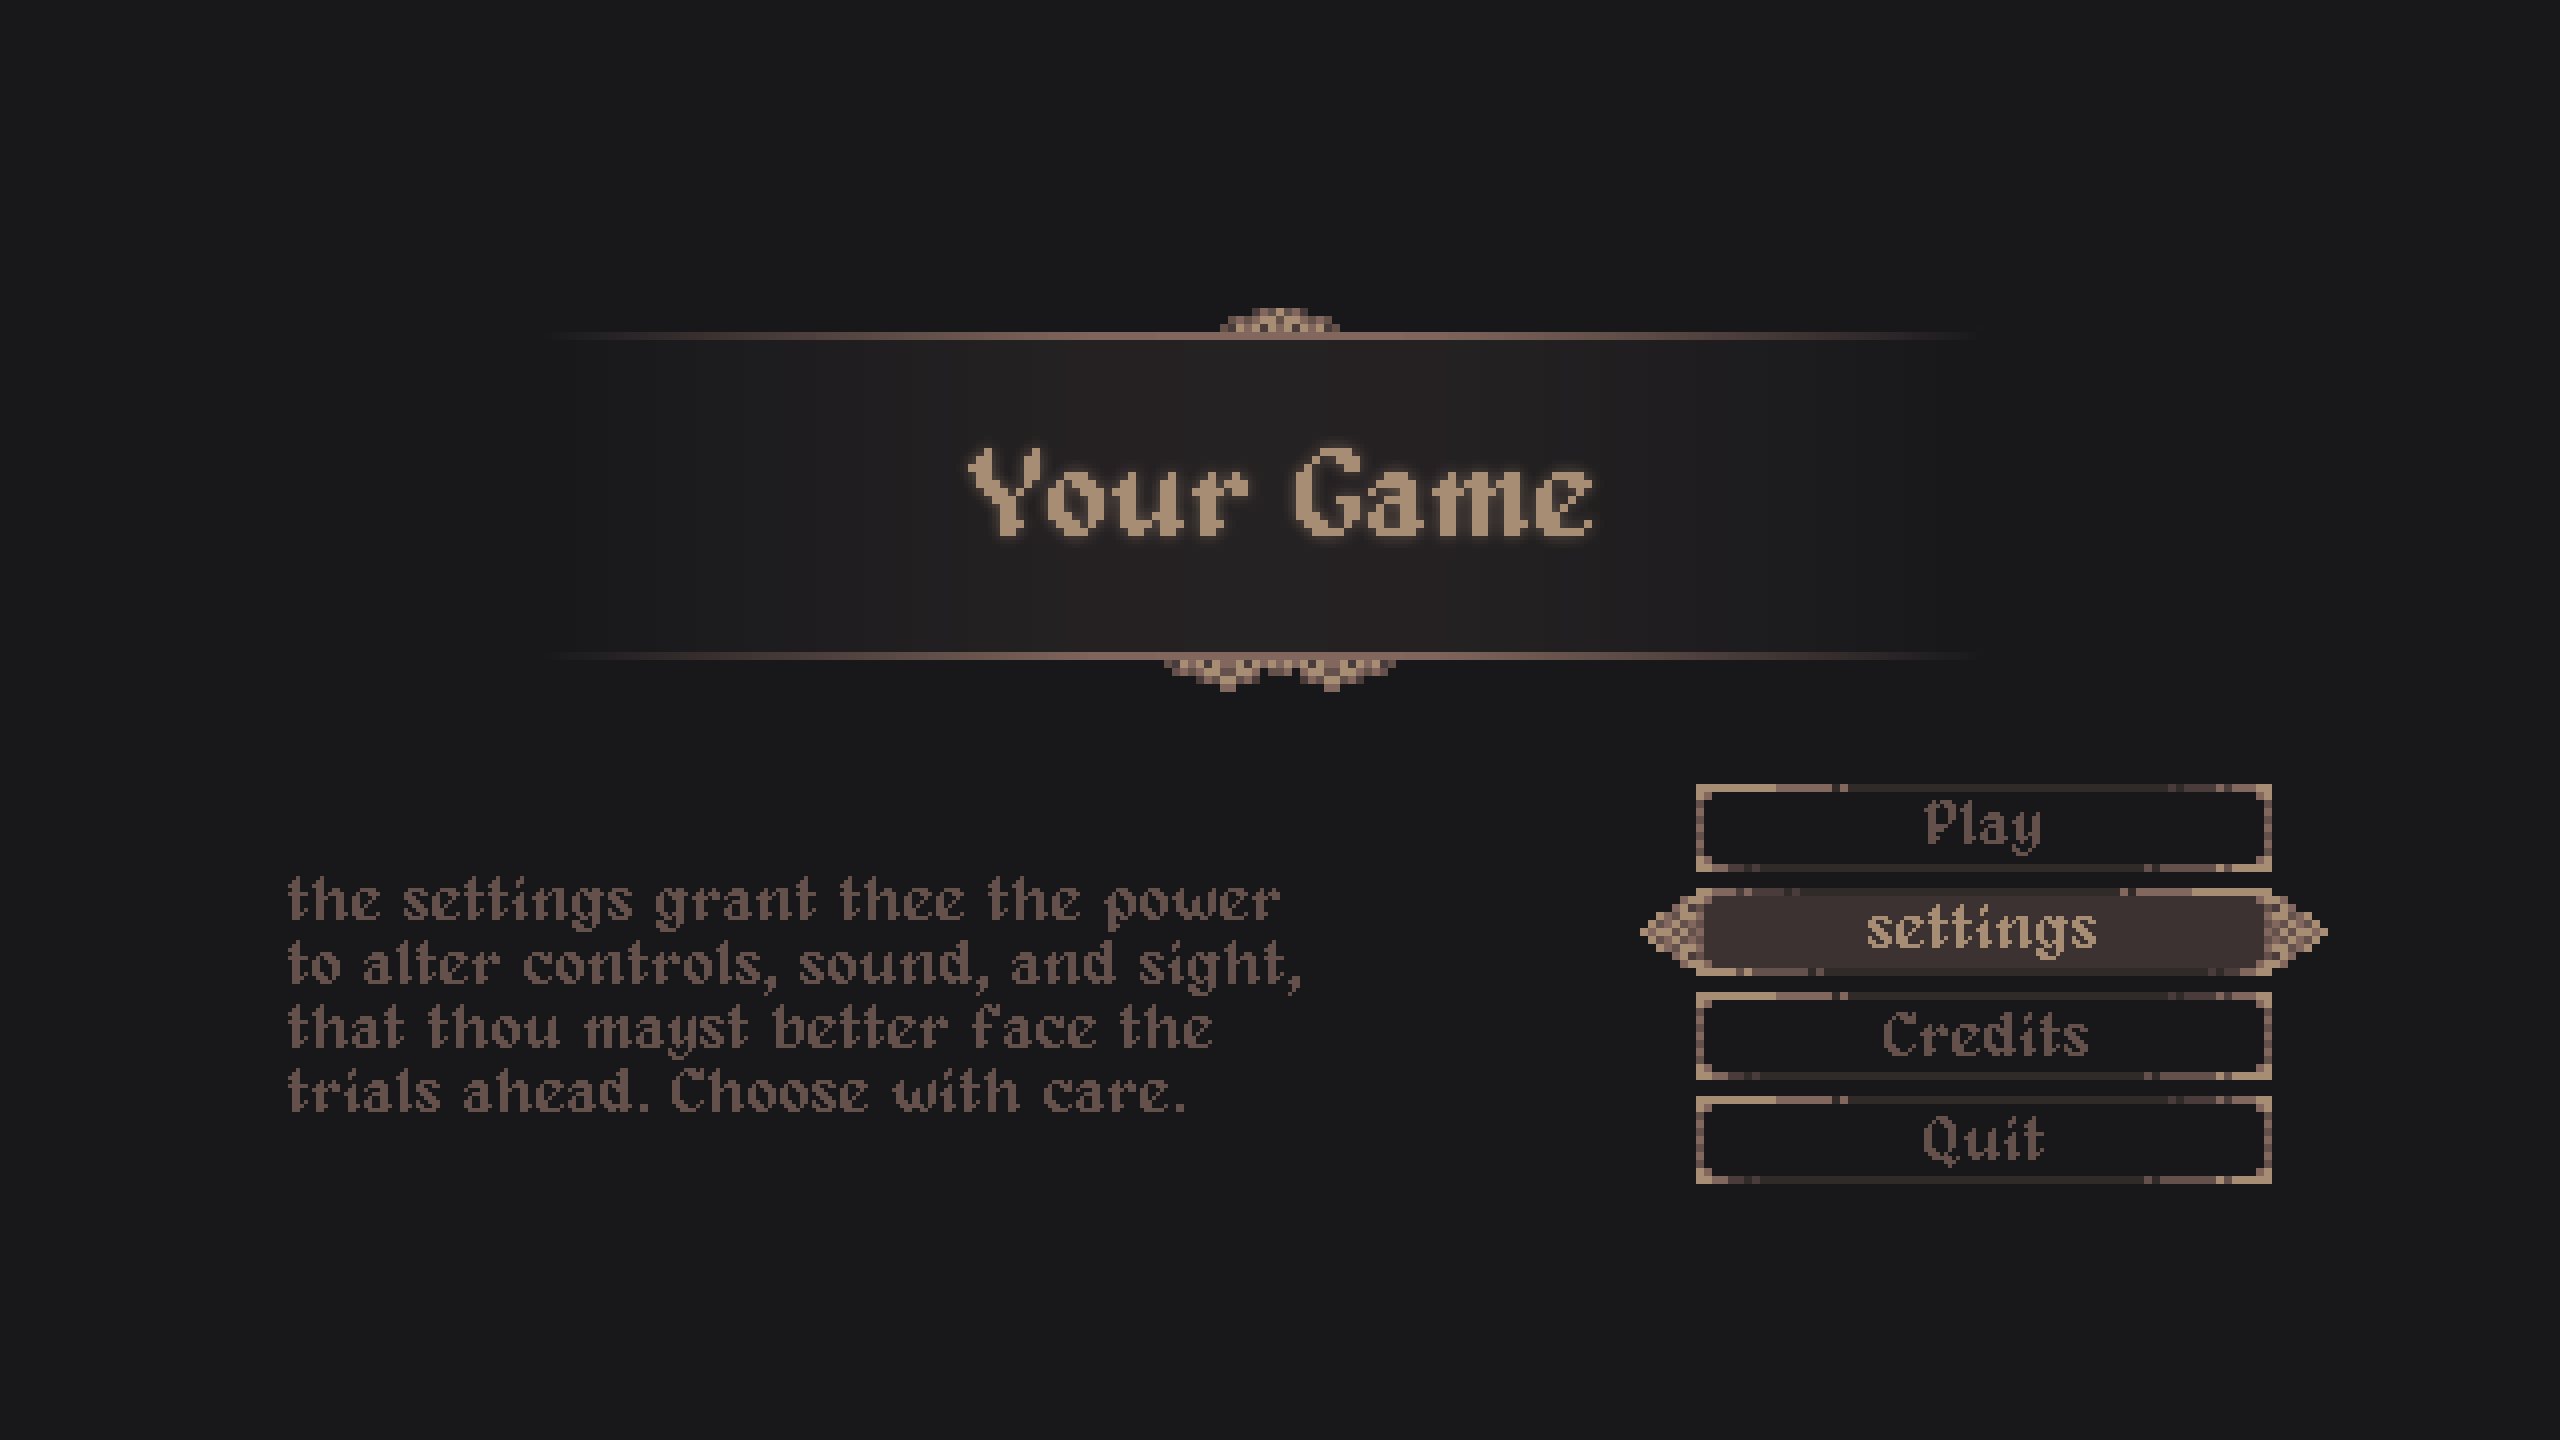 Your Game
the settings grant thee the power
to alter controls, sound, and sight,
that thou mayst better face the
trials ahead. Choose with care.
Play
settings
Credits
Quit